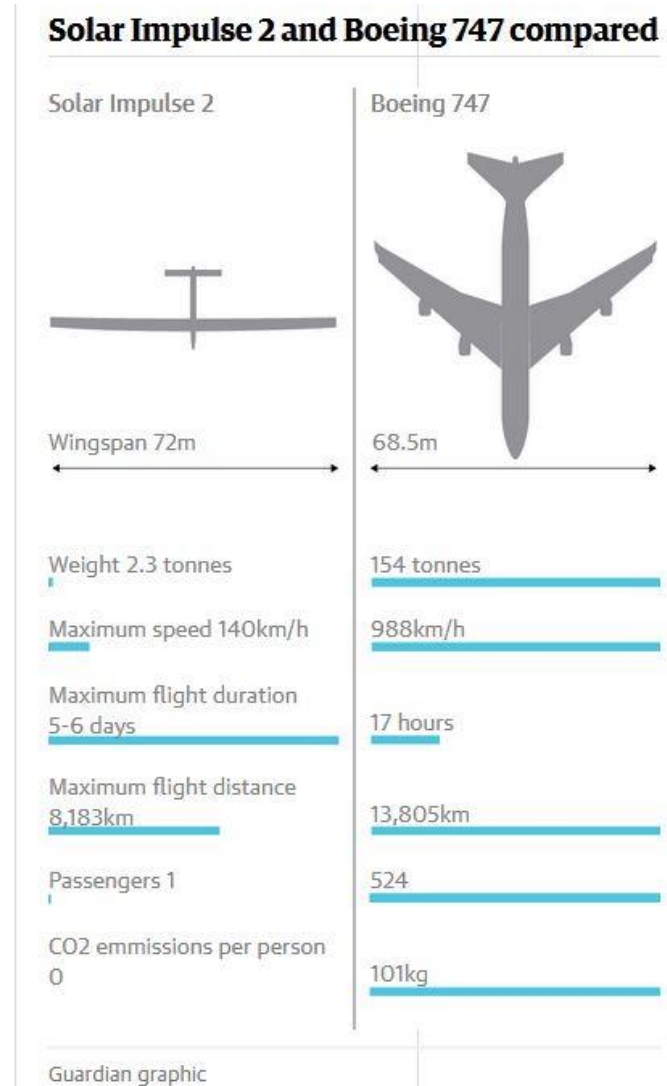 Solar Impulse 2 and Boeing 747 compared
Solar Impulse 2
Boeing 747
Wingspan 72m
68.5m
Weight 2.3 tonnes
154 tonnes
Maximum speed 140km/h
988km/h
Maximum flight duration
5-6 days
17 hours
Maximum flight distance
8,183km
13,805km
Passengers 1
524
CO2 emmissions per person
0
101kg
Guardian graphic